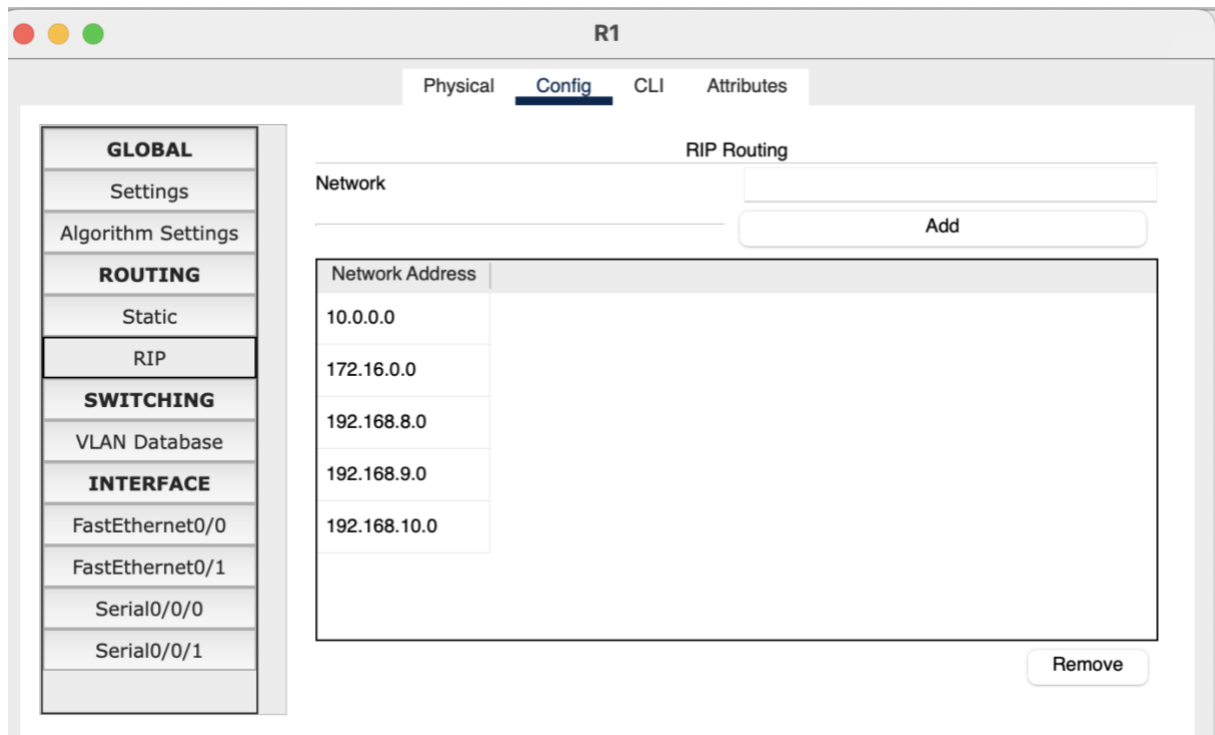 R1
Physical Config CLI Attributes
GLOBAL
Settings
Algorithm Settings
ROUTING
Static
RIP
SWITCHING
VLAN Database
INTERFACE
FastEthernet0/0
FastEthernet0/1
Serial0/0/0
Serial0/0/1
RIP Routing
Network
Add
Network Address
10.0.0.0
172.16.0.0
192.168.8.0
192.168.9.0
192.168.10.0
Remove